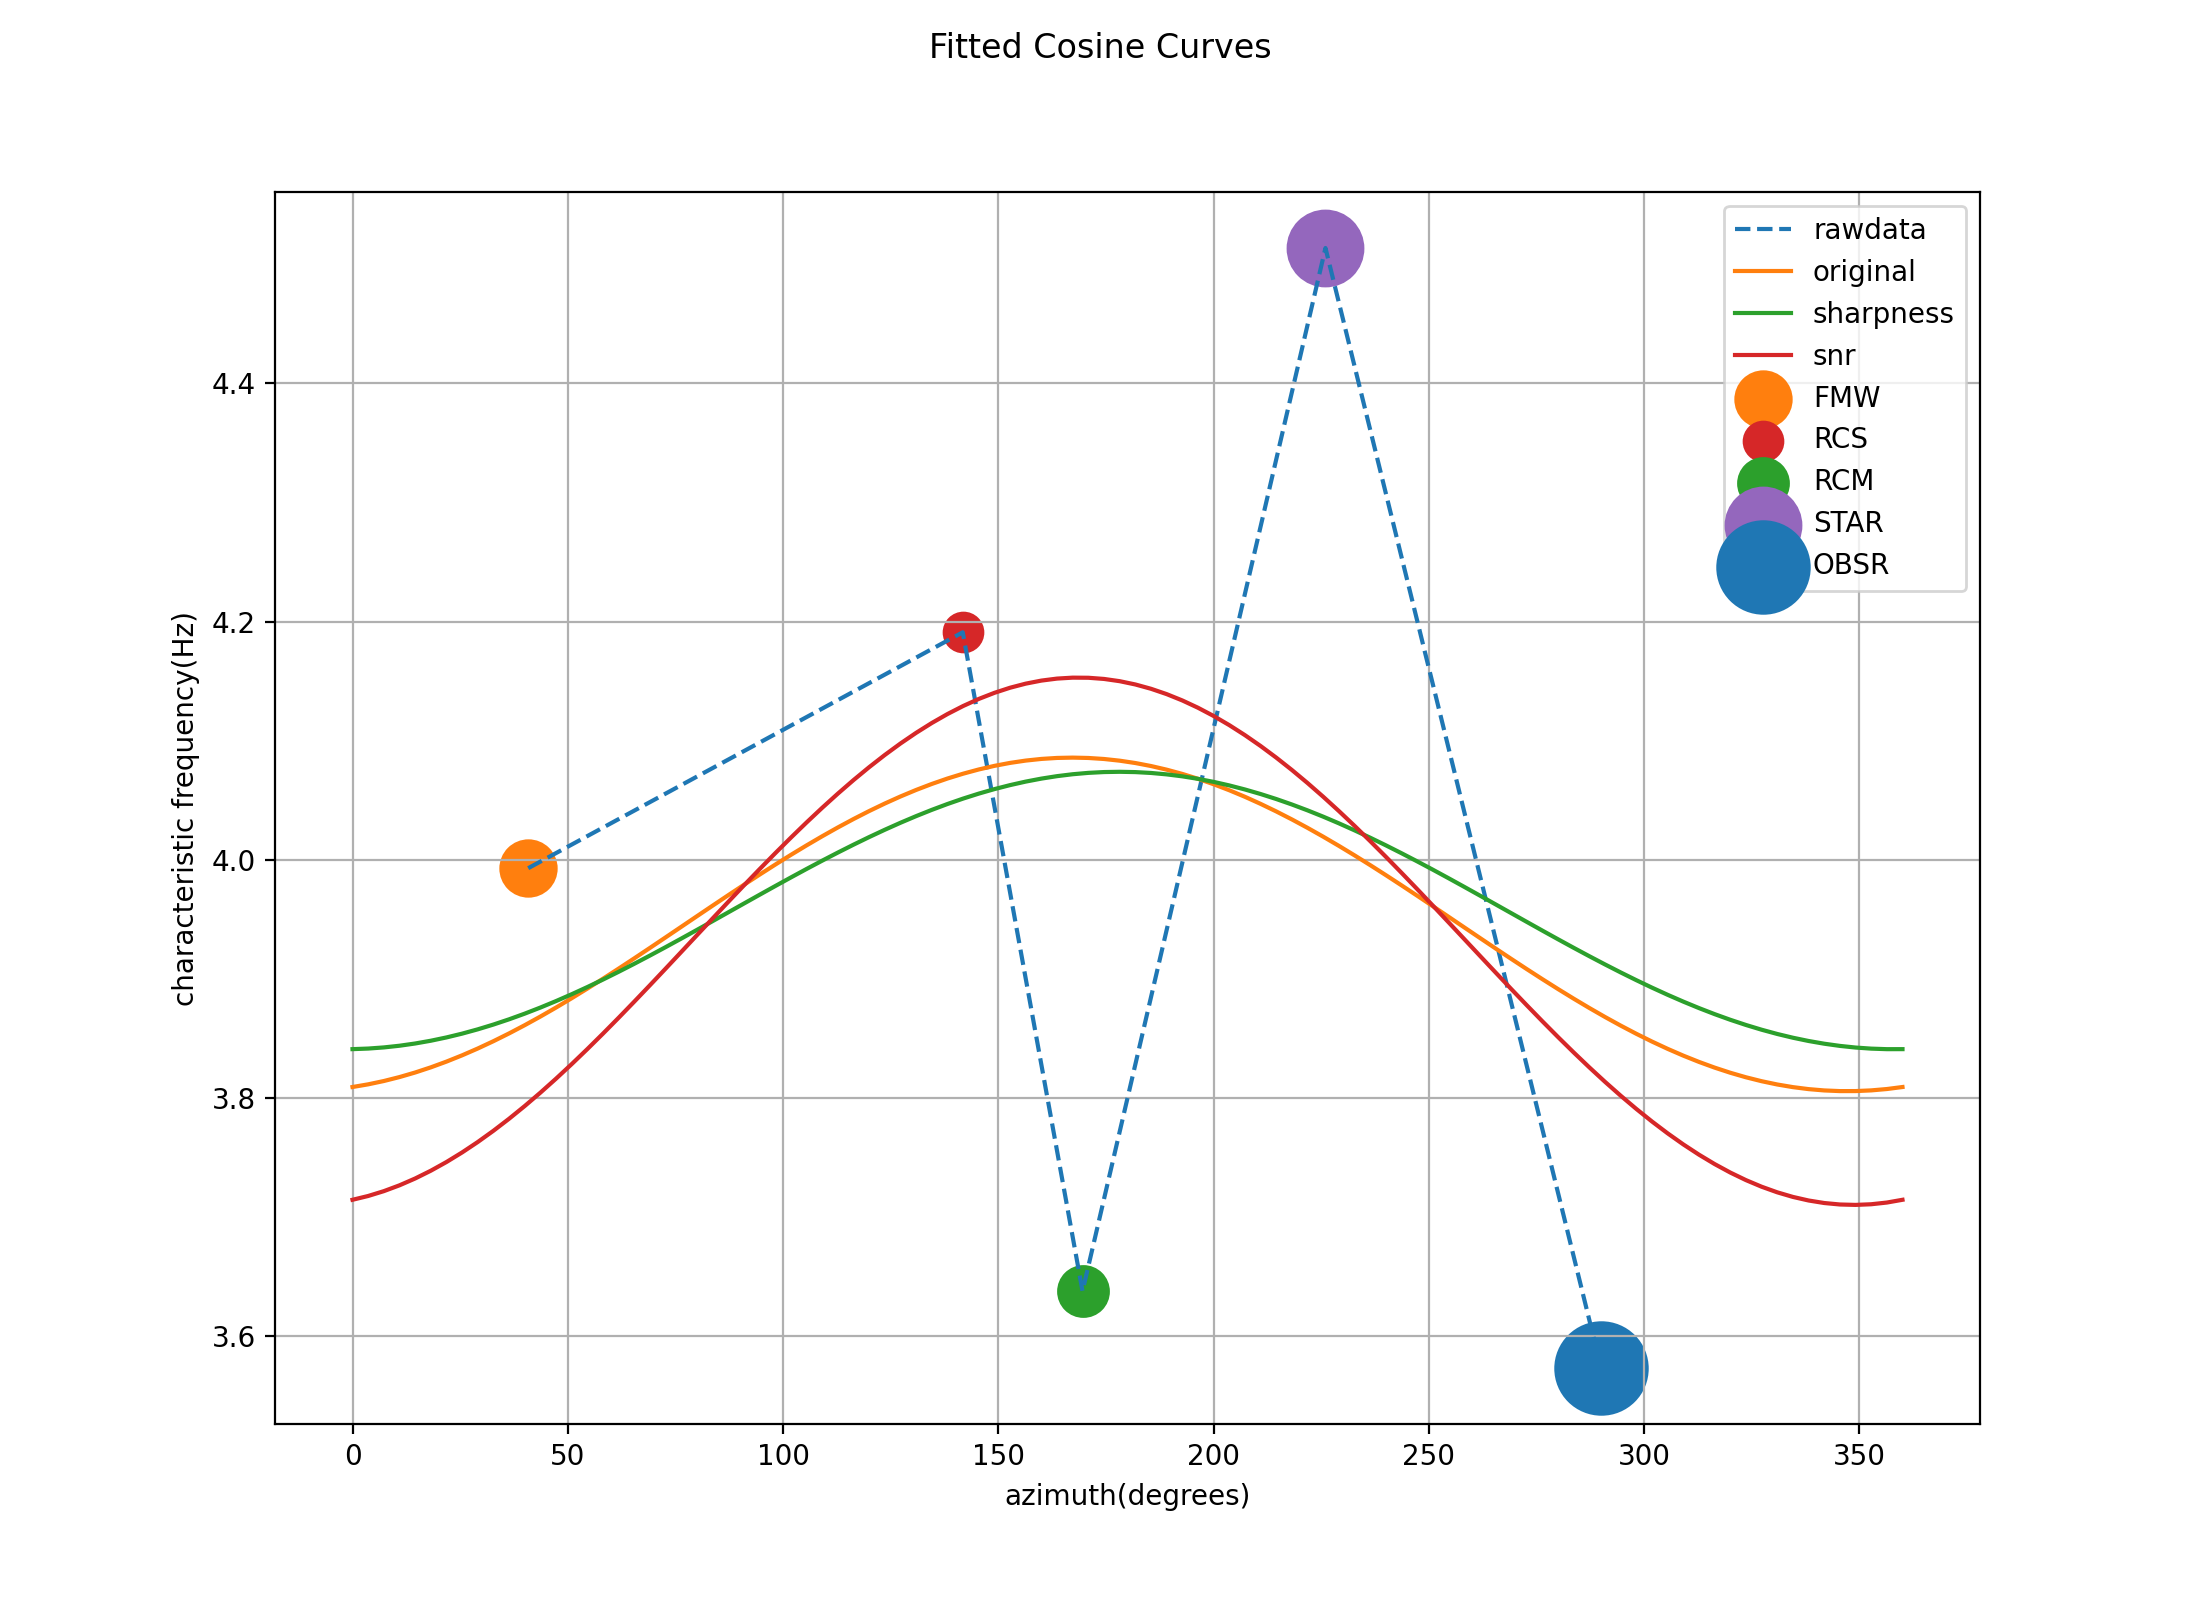 Fitted Cosine Curves
rawdata
original
sharpness
snr
FMW
RCS
RCM
STAR
OBSR
characteristic frequency(Hz)
4.4
4.2
4.0
3.8
3.6
0 50 100 150 200 250 300 350
azimuth(degrees)